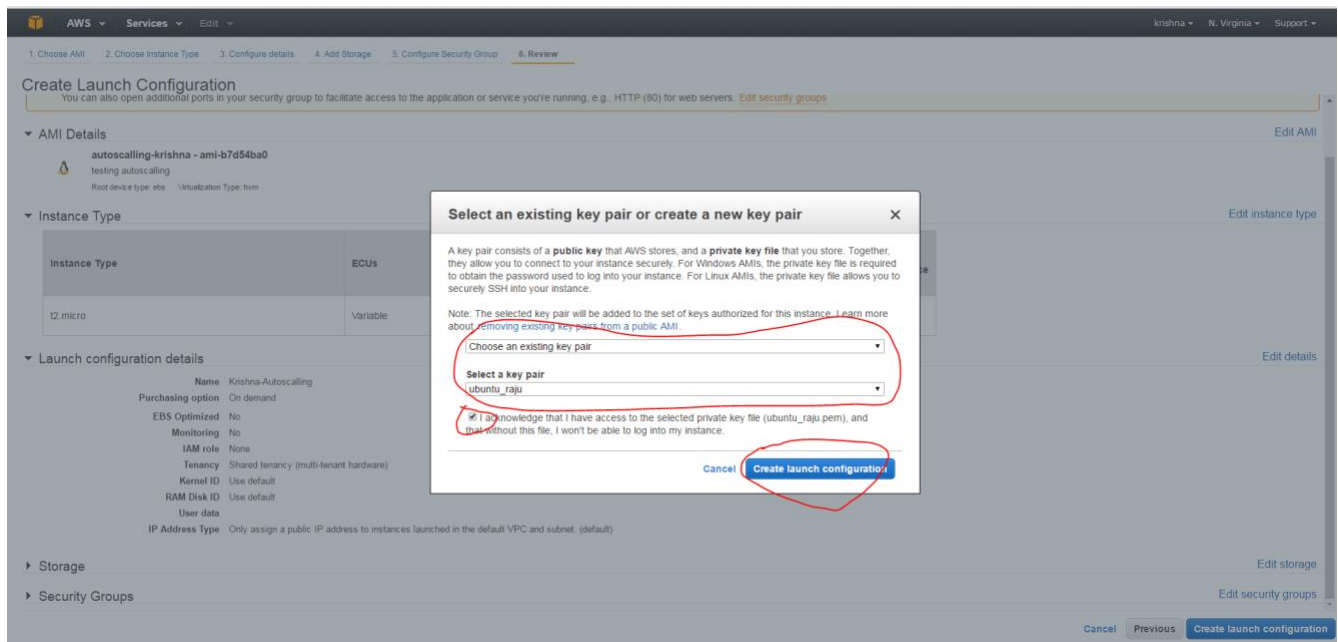 AWS Services Edit krishna N. Virginia Support
1. Choose AMI 2. Choose Instance Type 3. Configure details 4. Add Storage 5. Configure Security Group 6. Review
Create Launch Configuration
You can also open additional ports in your security group to facilitate access to the application or service you're running, e.g., HTTP (80) for web servers. Edit security groups
AMI Details Edit AMI
autoscalling-krishna - ami-b7d54ba0
testing autoscalling
Root device type: ebs Virtualization Type: hvm
Instance Type Edit instance type
Instance Type ECUs
t2.micro Variable
Select an existing key pair or create a new key pair
A key pair consists of a public key that AWS stores, and a private key file that you store. Together,
they allow you to connect to your instance securely. For Windows AMIs, the private key file is required
to obtain the password used to log into your instance. For Linux AMIs, the private key file allows you to
securely SSH into your instance.
Note: The selected key pair will be added to the set of keys authorized for this instance. Learn more
about removing existing key pairs from a public AMI.
Choose an existing key pair
Select a key pair
ubuntu_raju
I acknowledge that I have access to the selected private key file (ubuntu_raju.pem), and
that without this file, I won't be able to log into my instance.
Cancel Create launch configuration
Launch configuration details Edit details
Name Krishna-Autoscalling
Purchasing option On demand
EBS Optimized No
Monitoring No
IAM role None
Tenancy Shared tenancy (multi-tenant hardware)
Kernel ID Use default
RAM Disk ID Use default
User data
IP Address Type Only assign a public IP address to instances launched in the default VPC and subnet. (default)
Storage Edit storage
Security Groups Edit security groups
Cancel Previous Create launch configuration